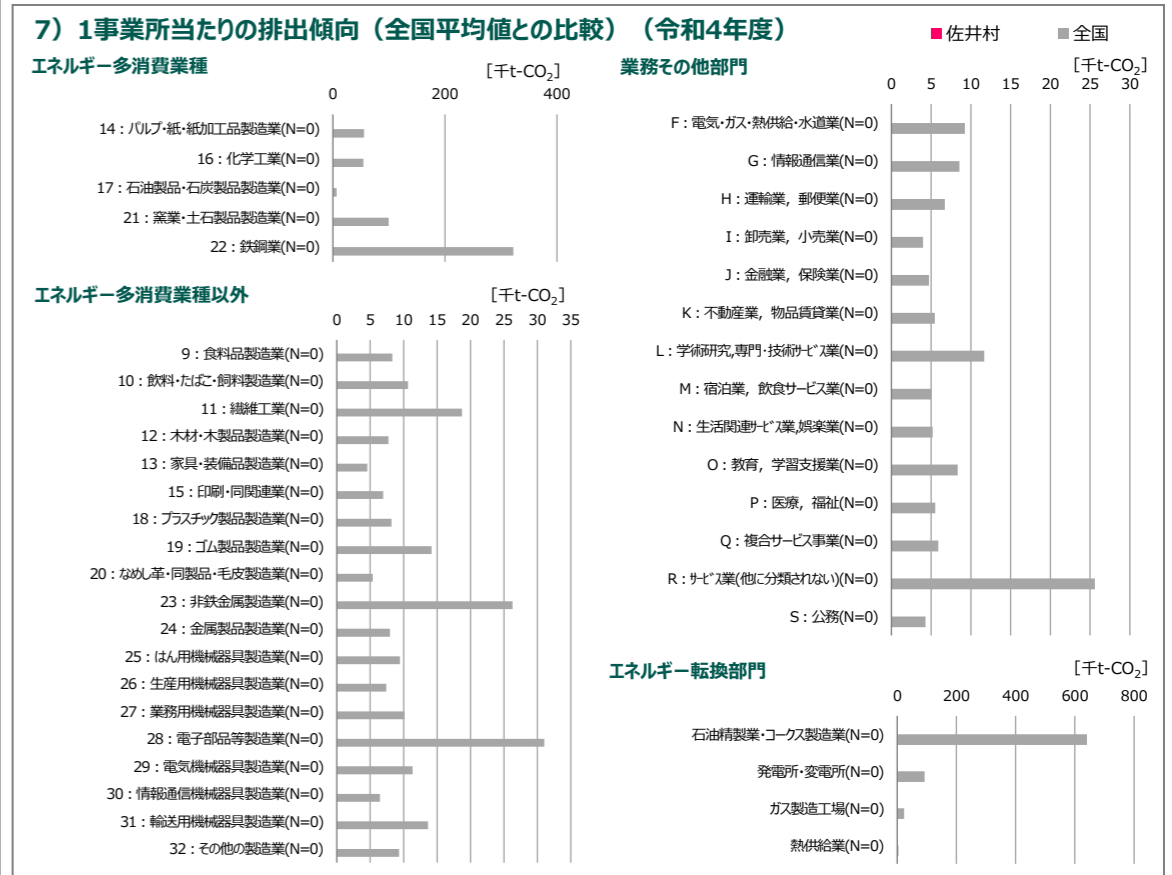 7）1事業所当たりの排出傾向（全国平均値との比較）（令和4年度）
佐井村
全国
エネルギー多消費業種
[千t-CO2]
0 200 400
14：パルプ・紙・紙加工品製造業(N=0)
16：化学工業(N=0)
17：石油製品・石炭製品製造業(N=0)
21：窯業・土石製品製造業(N=0)
22：鉄鋼業(N=0)
エネルギー多消費業種以外
[千t-CO2]
0 5 10 15 20 25 30 35
9：食料品製造業(N=0)
10：飲料・たばこ・飼料製造業(N=0)
11：繊維工業(N=0)
12：木材・木製品製造業(N=0)
13：家具・装備品製造業(N=0)
15：印刷・同関連業(N=0)
18：プラスチック製品製造業(N=0)
19：ゴム製品製造業(N=0)
20：なめし革・同製品・毛皮製造業(N=0)
23：非鉄金属製造業(N=0)
24：金属製品製造業(N=0)
25：はん用機械器具製造業(N=0)
26：生産用機械器具製造業(N=0)
27：業務用機械器具製造業(N=0)
28：電子部品等製造業(N=0)
29：電気機械器具製造業(N=0)
30：情報通信機械器具製造業(N=0)
31：輸送用機械器具製造業(N=0)
32：その他の製造業(N=0)
業務その他部門
[千t-CO2]
0 5 10 15 20 25 30
F：電気・ガス・熱供給・水道業(N=0)
G：情報通信業(N=0)
H：運輸業，郵便業(N=0)
I：卸売業，小売業(N=0)
J：金融業，保険業(N=0)
K：不動産業，物品賃貸業(N=0)
L：学術研究,専門・技術ｻｰﾋﾞｽ業(N=0)
M：宿泊業，飲食サービス業(N=0)
N：生活関連ｻｰﾋﾞｽ業,娯楽業(N=0)
O：教育，学習支援業(N=0)
P：医療，福祉(N=0)
Q：複合サービス事業(N=0)
R：ｻｰﾋﾞｽ業(他に分類されない)(N=0)
S：公務(N=0)
エネルギー転換部門
[千t-CO2]
0 200 400 600 800
石油精製業・コークス製造業(N=0)
発電所・変電所(N=0)
ガス製造工場(N=0)
熱供給業(N=0)